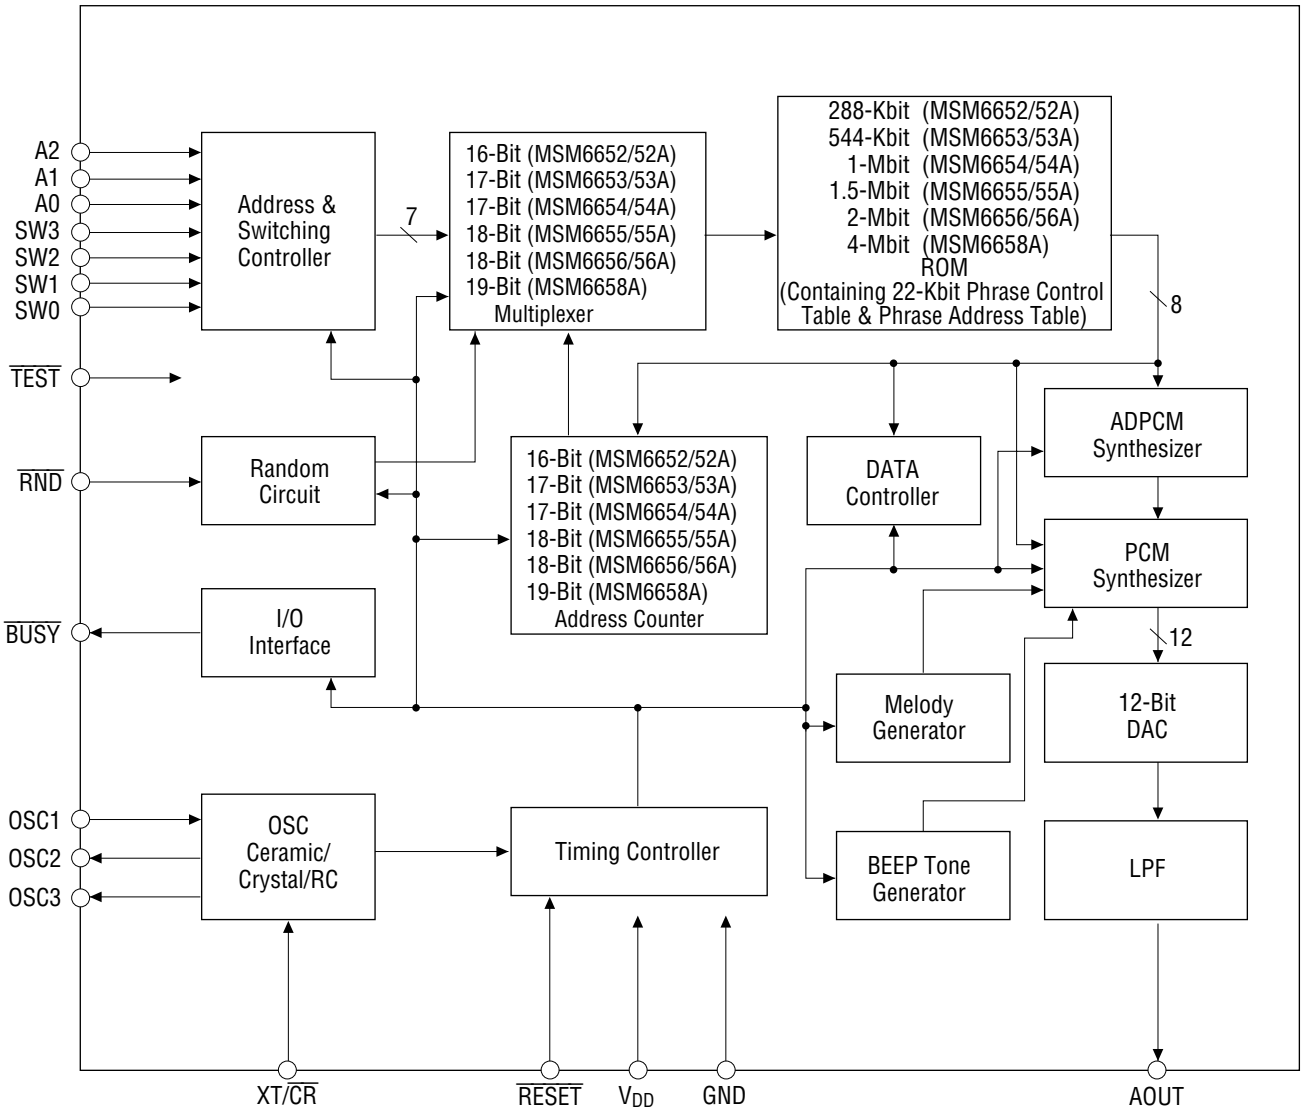 A2
A1
A0
SW3
SW2
SW1
SW0
Address &
Switching
Controller
7
16-Bit (MSM6652/52A)
17-Bit (MSM6653/53A)
17-Bit (MSM6654/54A)
18-Bit (MSM6655/55A)
18-Bit (MSM6656/56A)
19-Bit (MSM6658A)
Multiplexer
288-Kbit (MSM6652/52A)
544-Kbit (MSM6653/53A)
1-Mbit (MSM6654/54A)
1.5-Mbit (MSM6655/55A)
2-Mbit (MSM6656/56A)
4-Mbit (MSM6658A)
ROM
(Containing 22-Kbit Phrase Control
Table & Phrase Address Table)
8
T̅E̅S̅T̅
R̅N̅D̅
Random
Circuit
16-Bit (MSM6652/52A)
17-Bit (MSM6653/53A)
17-Bit (MSM6654/54A)
18-Bit (MSM6655/55A)
18-Bit (MSM6656/56A)
19-Bit (MSM6658A)
Address Counter
DATA
Controller
ADPCM
Synthesizer
PCM
Synthesizer
12
B̅U̅S̅Y̅
I/O
Interface
Melody
Generator
12-Bit
DAC
OSC1
OSC2
OSC3
OSC
Ceramic/
Crystal/RC
Timing Controller
BEEP Tone
Generator
LPF
XT/C̅R̅
R̅E̅S̅E̅T̅
VDD
GND
AOUT